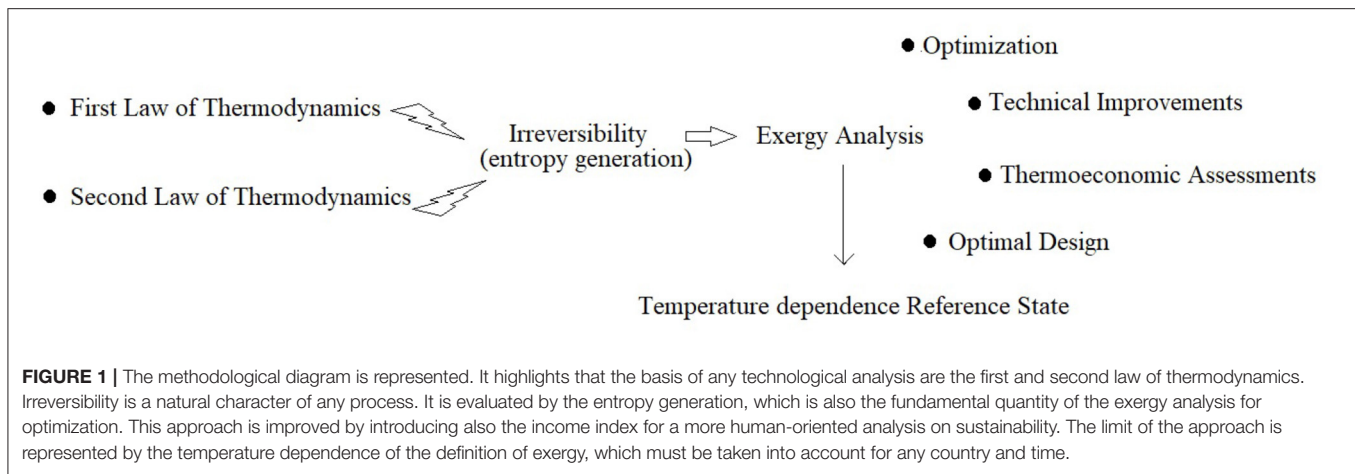 ● Optimization
● First Law of Thermodynamics
● Technical Improvements
Irreversibility
(entropy generation)
Exergy Analysis
● Thermoeconomic Assessments
● Second Law of Thermodynamics
● Optimal Design
Temperature dependence Reference State
FIGURE 1 | The methodological diagram is represented. It highlights that the basis of any technological analysis are the first and second law of thermodynamics.
Irreversibility is a natural character of any process. It is evaluated by the entropy generation, which is also the fundamental quantity of the exergy analysis for
optimization. This approach is improved by introducing also the income index for a more human-oriented analysis on sustainability. The limit of the approach is
represented by the temperature dependence of the definition of exergy, which must be taken into account for any country and time.